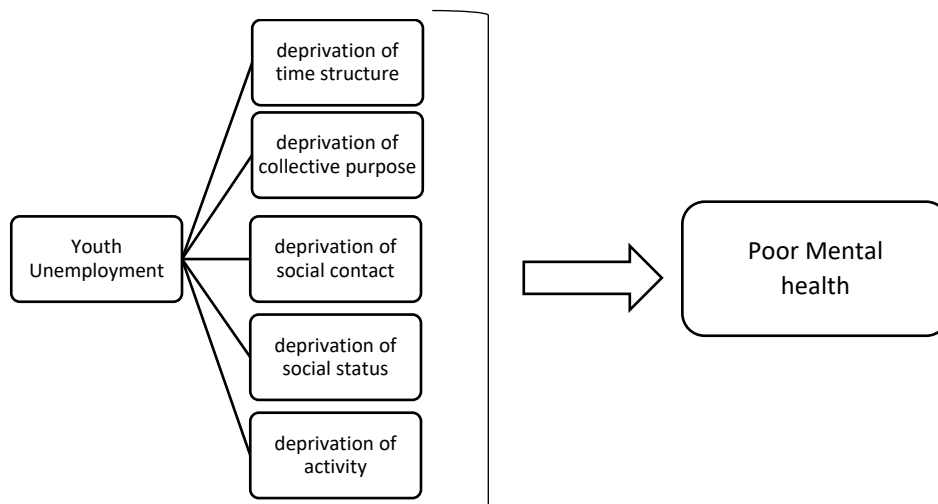 deprivation of
time structure
deprivation of
collective purpose
Youth
Unemployment
deprivation of
social contact
deprivation of
social status
deprivation of
activity
Poor Mental
health